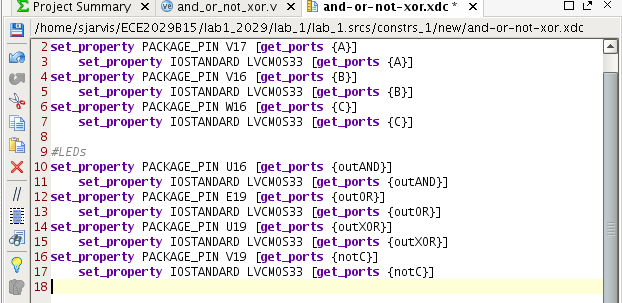 Project Summary × and_or_not_xor.v × and-or-not-xor.xdc * ×
/home/sjarvis/ECE2029B15/lab1_2029/lab_1/lab_1.srcs/constrs_1/new/and-or-not-xor.xdc
2 set_property PACKAGE_PIN V17 [get_ports {A}]
3 set_property IOSTANDARD LVCMOS33 [get_ports {A}]
4 set_property PACKAGE_PIN V16 [get_ports {B}]
5 set_property IOSTANDARD LVCMOS33 [get_ports {B}]
6 set_property PACKAGE_PIN W16 [get_ports {C}]
7 set_property IOSTANDARD LVCMOS33 [get_ports {C}]
8
9 #LEDs
10 set_property PACKAGE_PIN U16 [get_ports {outAND}]
11 set_property IOSTANDARD LVCMOS33 [get_ports {outAND}]
12 set_property PACKAGE_PIN E19 [get_ports {outOR}]
13 set_property IOSTANDARD LVCMOS33 [get_ports {outOR}]
14 set_property PACKAGE_PIN U19 [get_ports {outXOR}]
15 set_property IOSTANDARD LVCMOS33 [get_ports {outXOR}]
16 set_property PACKAGE_PIN V19 [get_ports {notC}]
17 set_property IOSTANDARD LVCMOS33 [get_ports {notC}]
18